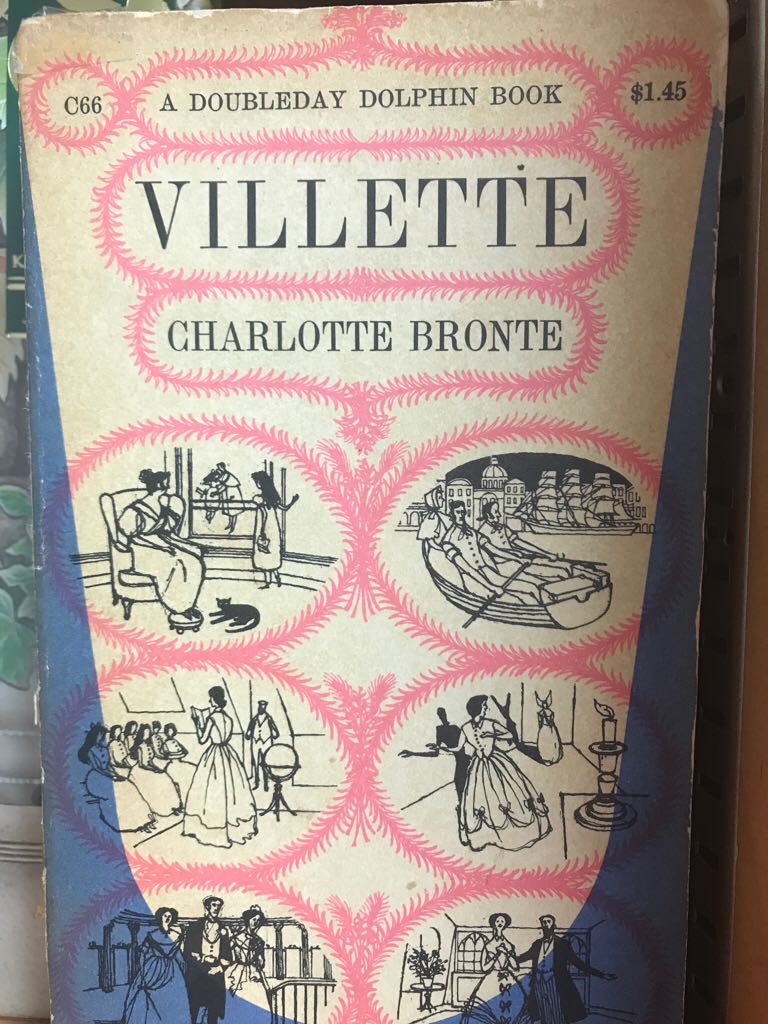 C66 A DOUBLEDAY DOLPHIN BOOK $1.45
VILLETTE
CHARLOTTE BRONTE
K